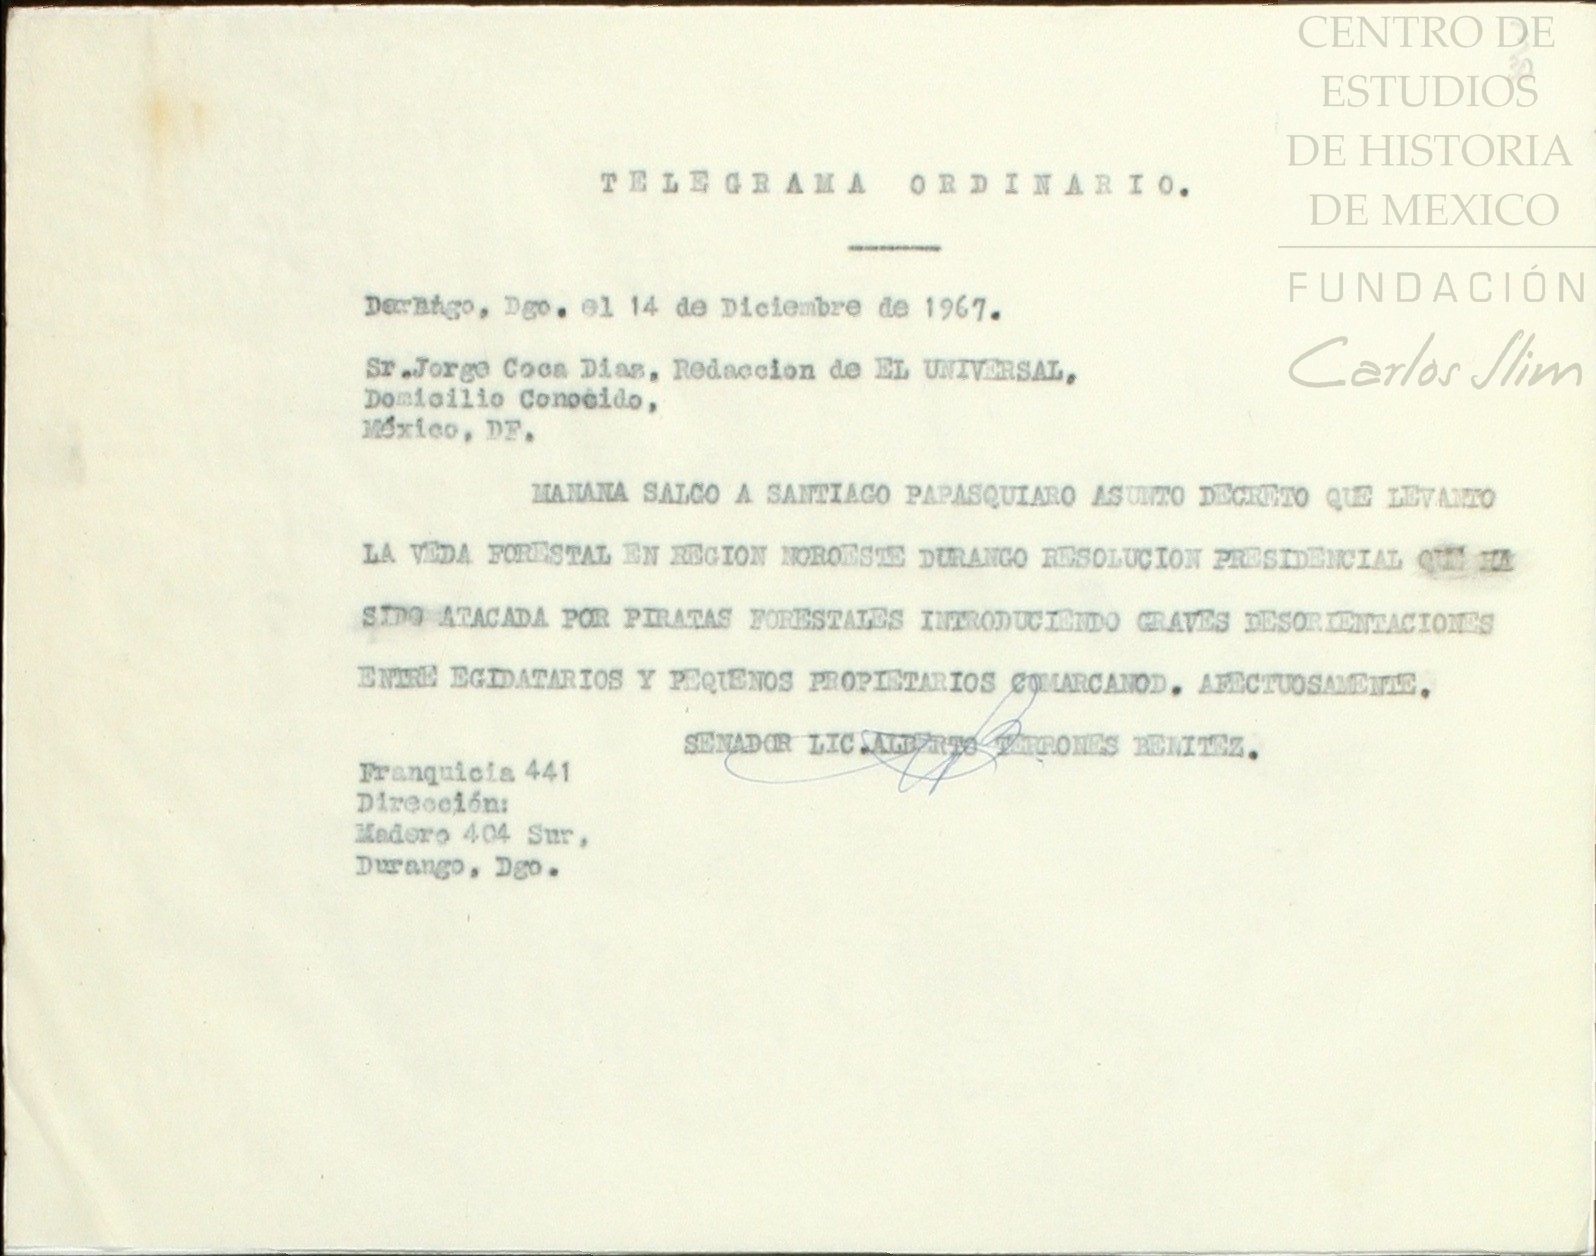 CENTRO DE
ESTUDIOS
DE HISTORIA
DE MEXICO
FUNDACIÓN
Carlos Slim
TELEGRAMA ORDINARIO.
Dgo. el 14 de Diciembre de 1967.
Sr.Jorge Coca Dias, Redaccion de EL UNIVERSAL,
Domicilio Conocido,
México, DF.
MANANA SALGO A SANTIAGO PAPASQUIARO ASUNTO DECRETO QUE LEVANTO
LA VEDA FORESTAL EN REGION NOROESTE DURANGO RESOLUCION PRESIDENCIAL QUE HA
SIDO ATACADA POR PIRATAS FORESTALES INTRODUCIENDO GRAVES DESORIENTACIONES
ENTRE EGIDATARIOS Y PEQUENOS PROPIETARIOS COMARCANOD. AFECTUOSAMENTE.
SENADOR LIC.ALBERTO TERRONES BENITEZ.
Franquicia 441
Dirección:
Madero 404 Sur,
Durango, Dgo.